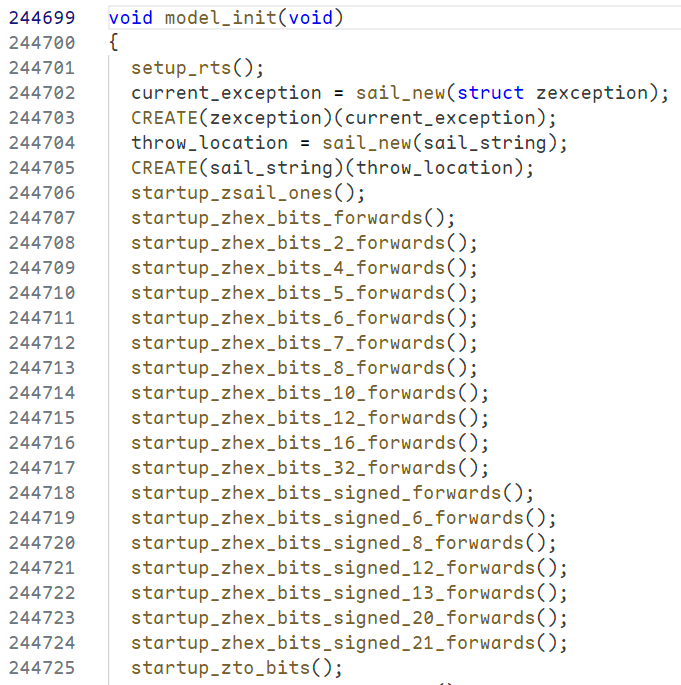 244699 void model_init(void)
244700 {
244701 setup_rts();
244702 current_exception = sail_new(struct zexception);
244703 CREATE(zexception)(current_exception);
244704 throw_location = sail_new(sail_string);
244705 CREATE(sail_string)(throw_location);
244706 startup_zsail_ones();
244707 startup_zhex_bits_forwards();
244708 startup_zhex_bits_2_forwards();
244709 startup_zhex_bits_4_forwards();
244710 startup_zhex_bits_5_forwards();
244711 startup_zhex_bits_6_forwards();
244712 startup_zhex_bits_7_forwards();
244713 startup_zhex_bits_8_forwards();
244714 startup_zhex_bits_10_forwards();
244715 startup_zhex_bits_12_forwards();
244716 startup_zhex_bits_16_forwards();
244717 startup_zhex_bits_32_forwards();
244718 startup_zhex_bits_signed_forwards();
244719 startup_zhex_bits_signed_6_forwards();
244720 startup_zhex_bits_signed_8_forwards();
244721 startup_zhex_bits_signed_12_forwards();
244722 startup_zhex_bits_signed_13_forwards();
244723 startup_zhex_bits_signed_20_forwards();
244724 startup_zhex_bits_signed_21_forwards();
244725 startup_zto_bits();